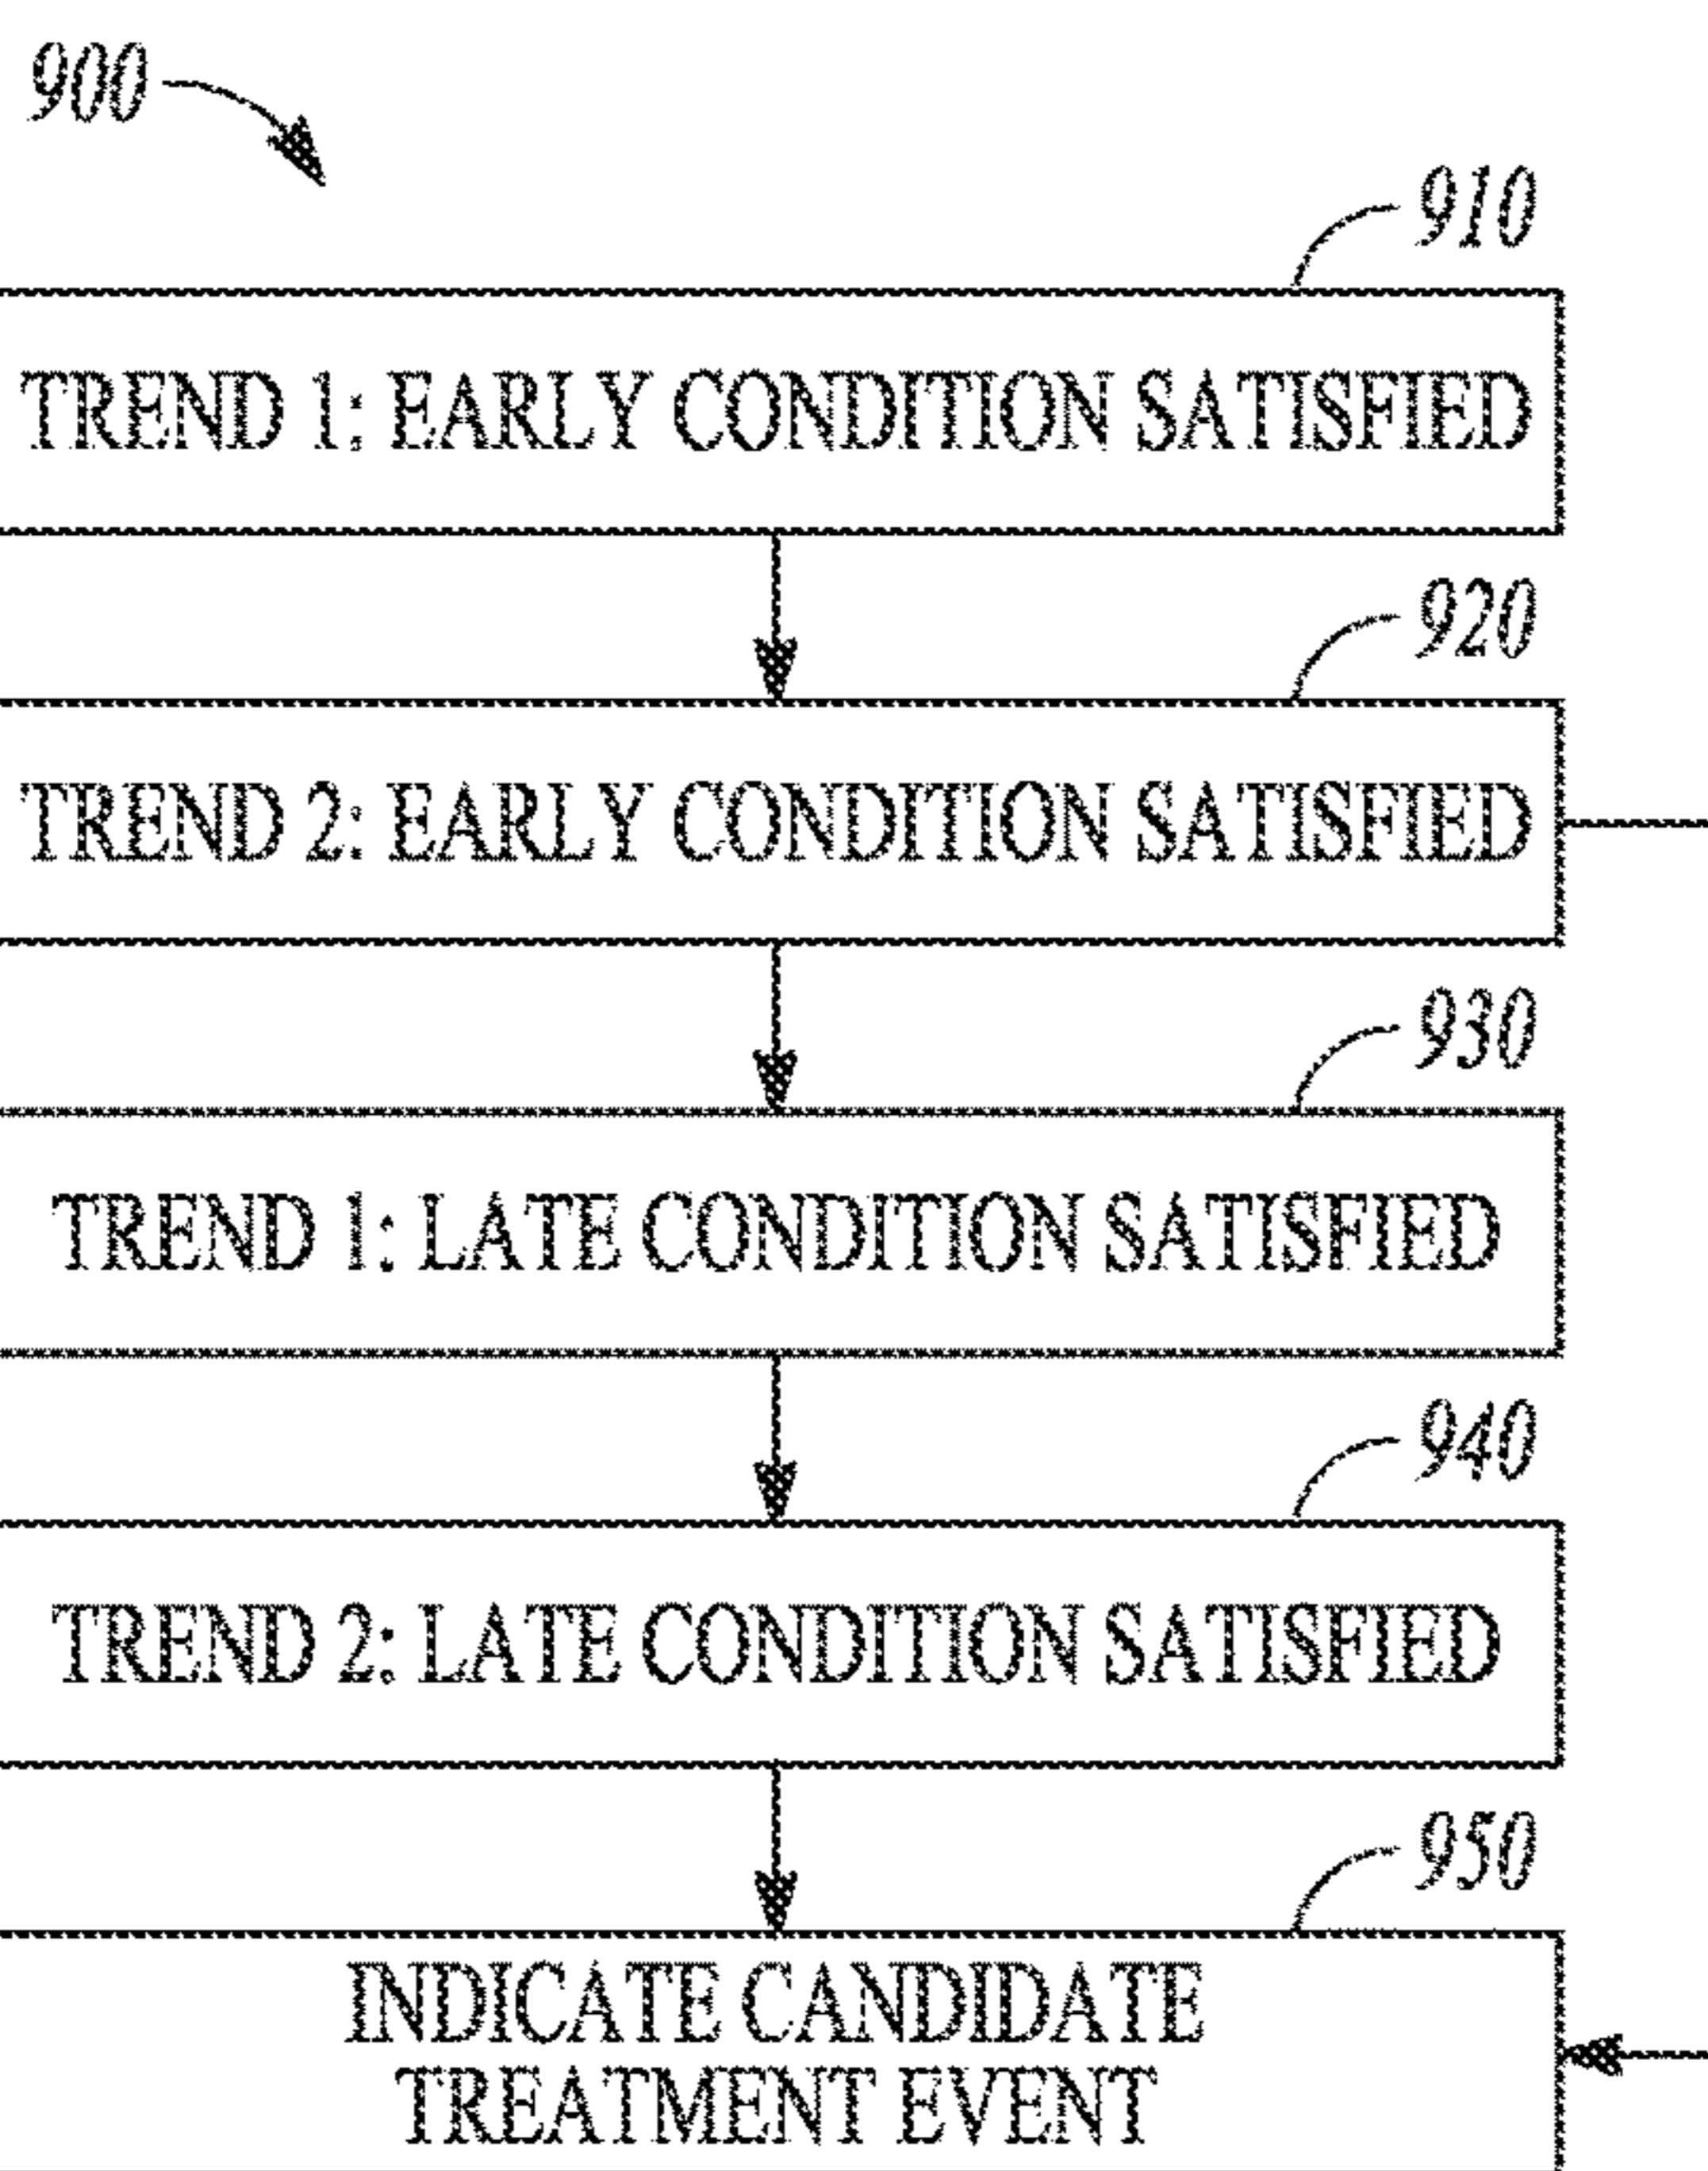 900
910
TREND 1: EARLY CONDITION SATISFIED
920
TREND 2: EARLY CONDITION SATISFIED
930
TREND 1: LATE CONDITION SATISFIED
940
TREND 2: LATE CONDITION SATISFIED
950
INDICATE CANDIDATE
TREATMENT EVENT